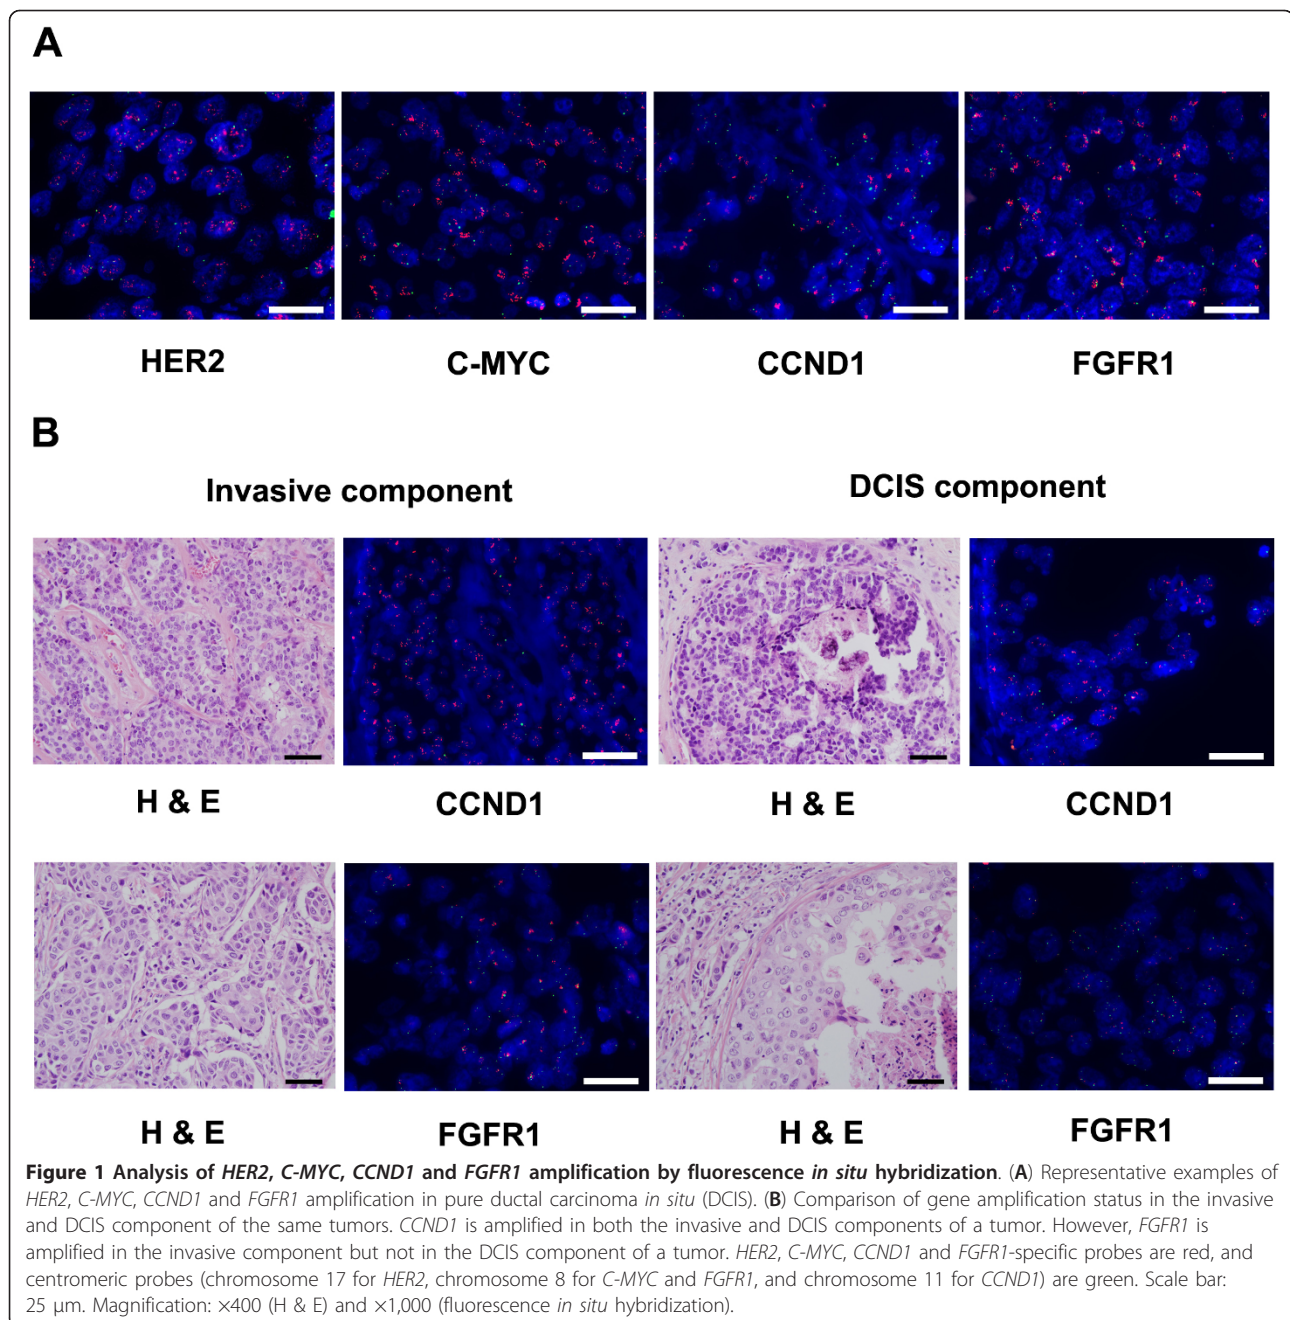 A
HER2 C-MYC CCND1 FGFR1
B
Invasive component DCIS component
H & E CCND1 H & E CCND1
H & E FGFR1 H & E FGFR1
Figure 1 Analysis of HER2, C-MYC, CCND1 and FGFR1 amplification by fluorescence in situ hybridization. (A) Representative examples of
HER2, C-MYC, CCND1 and FGFR1 amplification in pure ductal carcinoma in situ (DCIS). (B) Comparison of gene amplification status in the invasive
and DCIS component of the same tumors. CCND1 is amplified in both the invasive and DCIS components of a tumor. However, FGFR1 is
amplified in the invasive component but not in the DCIS component of a tumor. HER2, C-MYC, CCND1 and FGFR1-specific probes are red, and
centromeric probes (chromosome 17 for HER2, chromosome 8 for C-MYC and FGFR1, and chromosome 11 for CCND1) are green. Scale bar:
25 μm. Magnification: ×400 (H & E) and ×1,000 (fluorescence in situ hybridization).